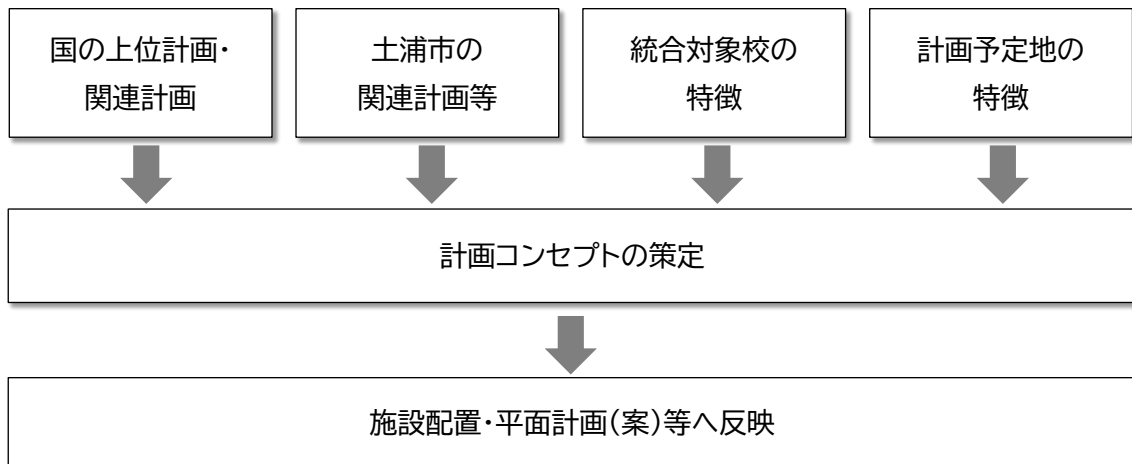 国の上位計画・
関連計画
土浦市の
関連計画等
統合対象校の
特徴
計画予定地の
特徴
計画コンセプトの策定
施設配置・平面計画（案）等へ反映